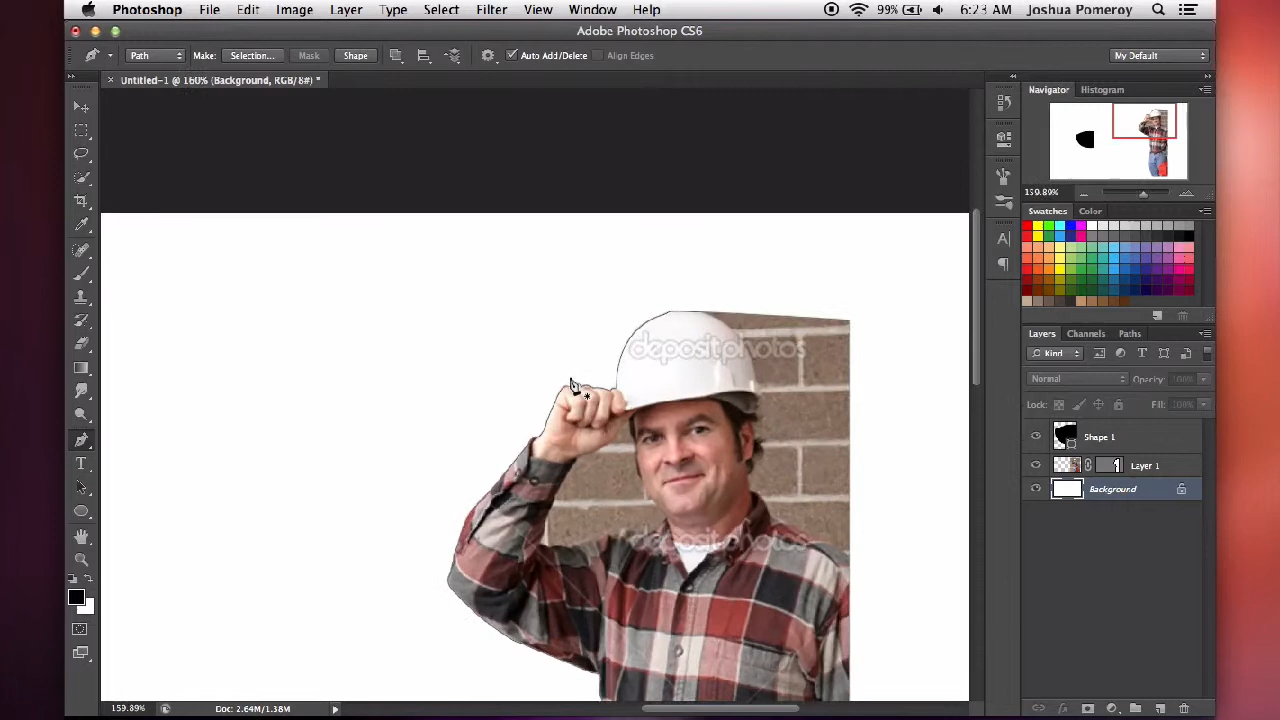 Photoshop File Edit Image Layer Type Select Filter View Window Help 99% 6:23 AM Joshua Pomeroy
Adobe Photoshop CS6
Path Make: Selection... Mask Shape Auto Add/Delete Align Edges My Default
× Untitled-1 @ 160% (Background, RGB/8#) *
Navigator Histogram
159.89%
Swatches Color
Layers Channels Paths
Kind
Normal Opacity: 100%
Lock: Fill: 100%
Shape 1
Layer 1
Background
depositphotos
depositphotos
159.89% Doc: 2.64M/1.38M